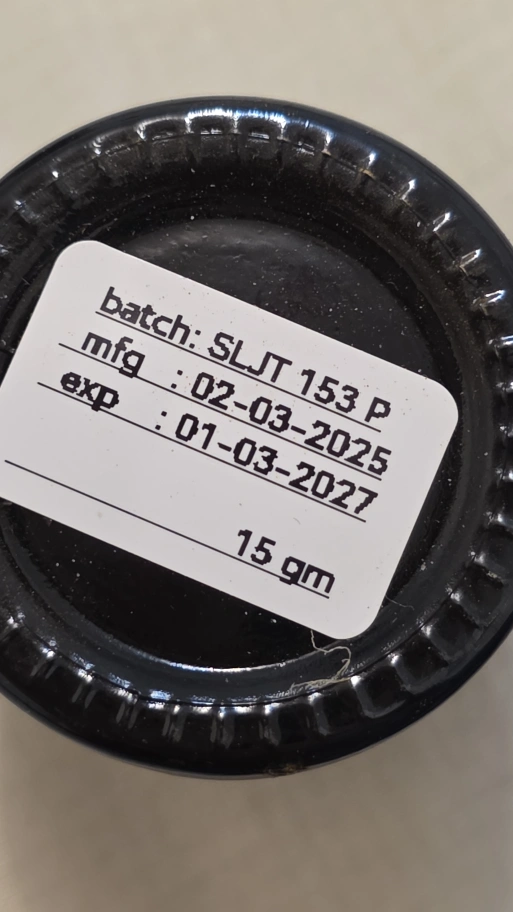 batch: SLJT 153 P
mfg : 02-03-2025
exp : 01-03-2027
15 gm